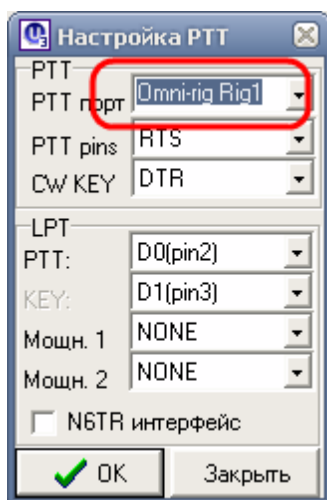 Настройка PTT
PTT
PTT порт Omni-rig Rig1
PTT pins RTS
CW KEY DTR
LPT
PTT: D0(pin2)
KEY: D1(pin3)
Мощн. 1 NONE
Мощн. 2 NONE
N6TR интерфейс
OK Закрыть